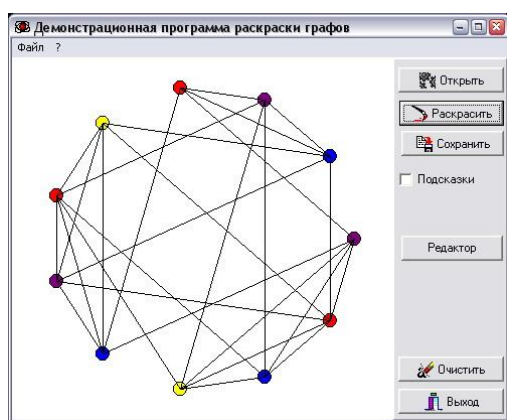 Демонстрационная программа раскраски графов
Файл ?
Открыть
Раскрасить
Сохранить
Подсказки
Редактор
Очистить
Выход